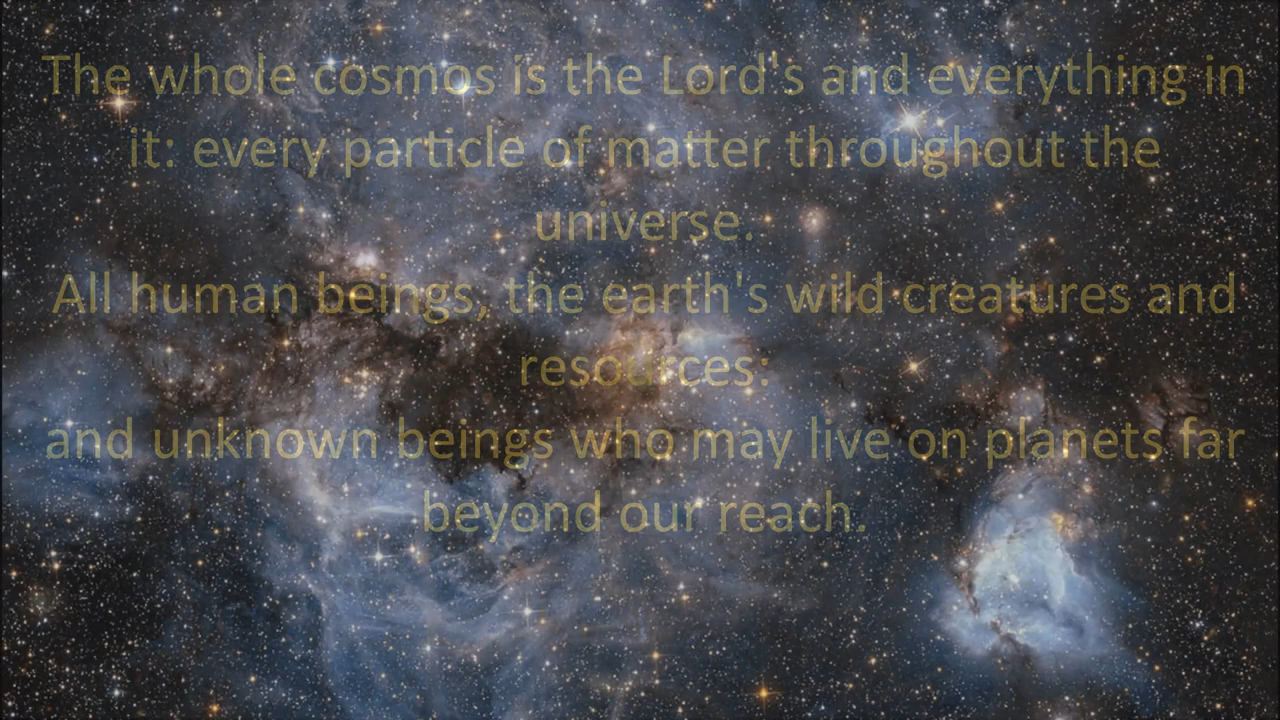 The whole cosmos is the Lord's and everything in
it: every particle of matter throughout the
universe.
All human beings, the earth's wild creatures and
resources:
and unknown beings who may live on planets far
beyond our reach.